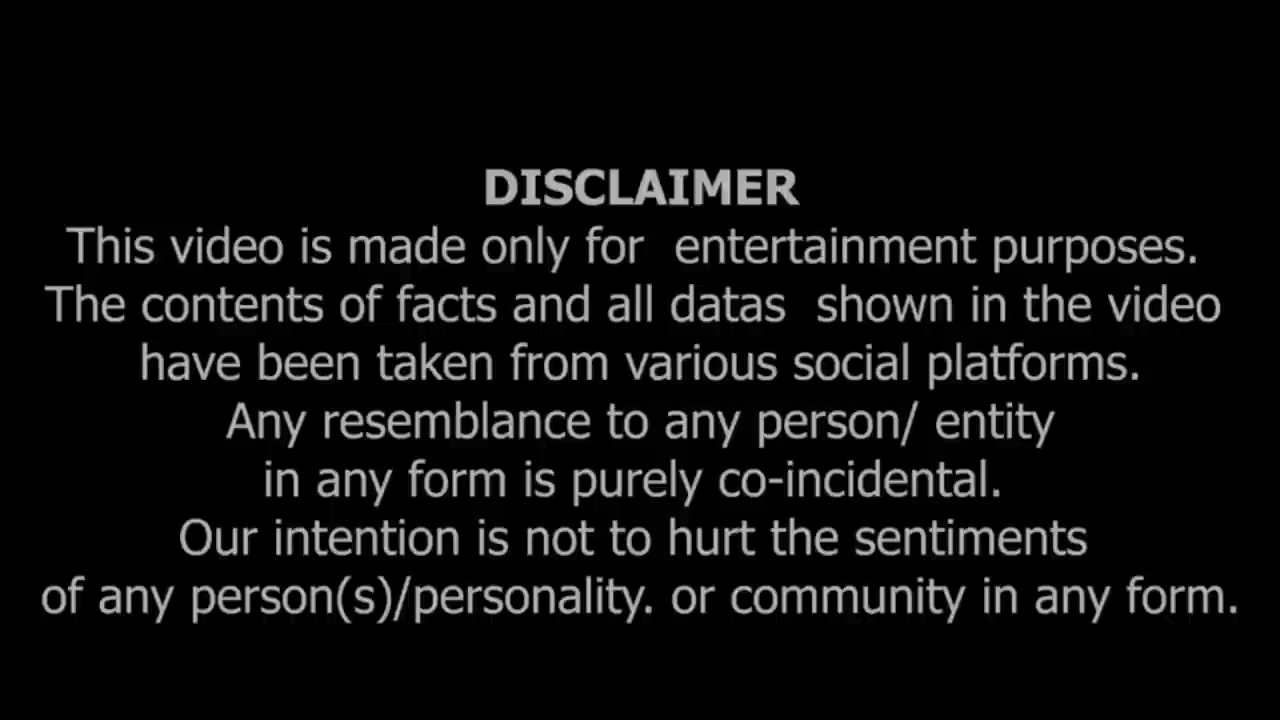 DISCLAIMER
This video is made only for  entertainment purposes.
The contents of facts and all datas  shown in the video
have been taken from various social platforms.
Any resemblance to any person/ entity
in any form is purely co-incidental.
Our intention is not to hurt the sentiments
of any person(s)/personality. or community in any form.